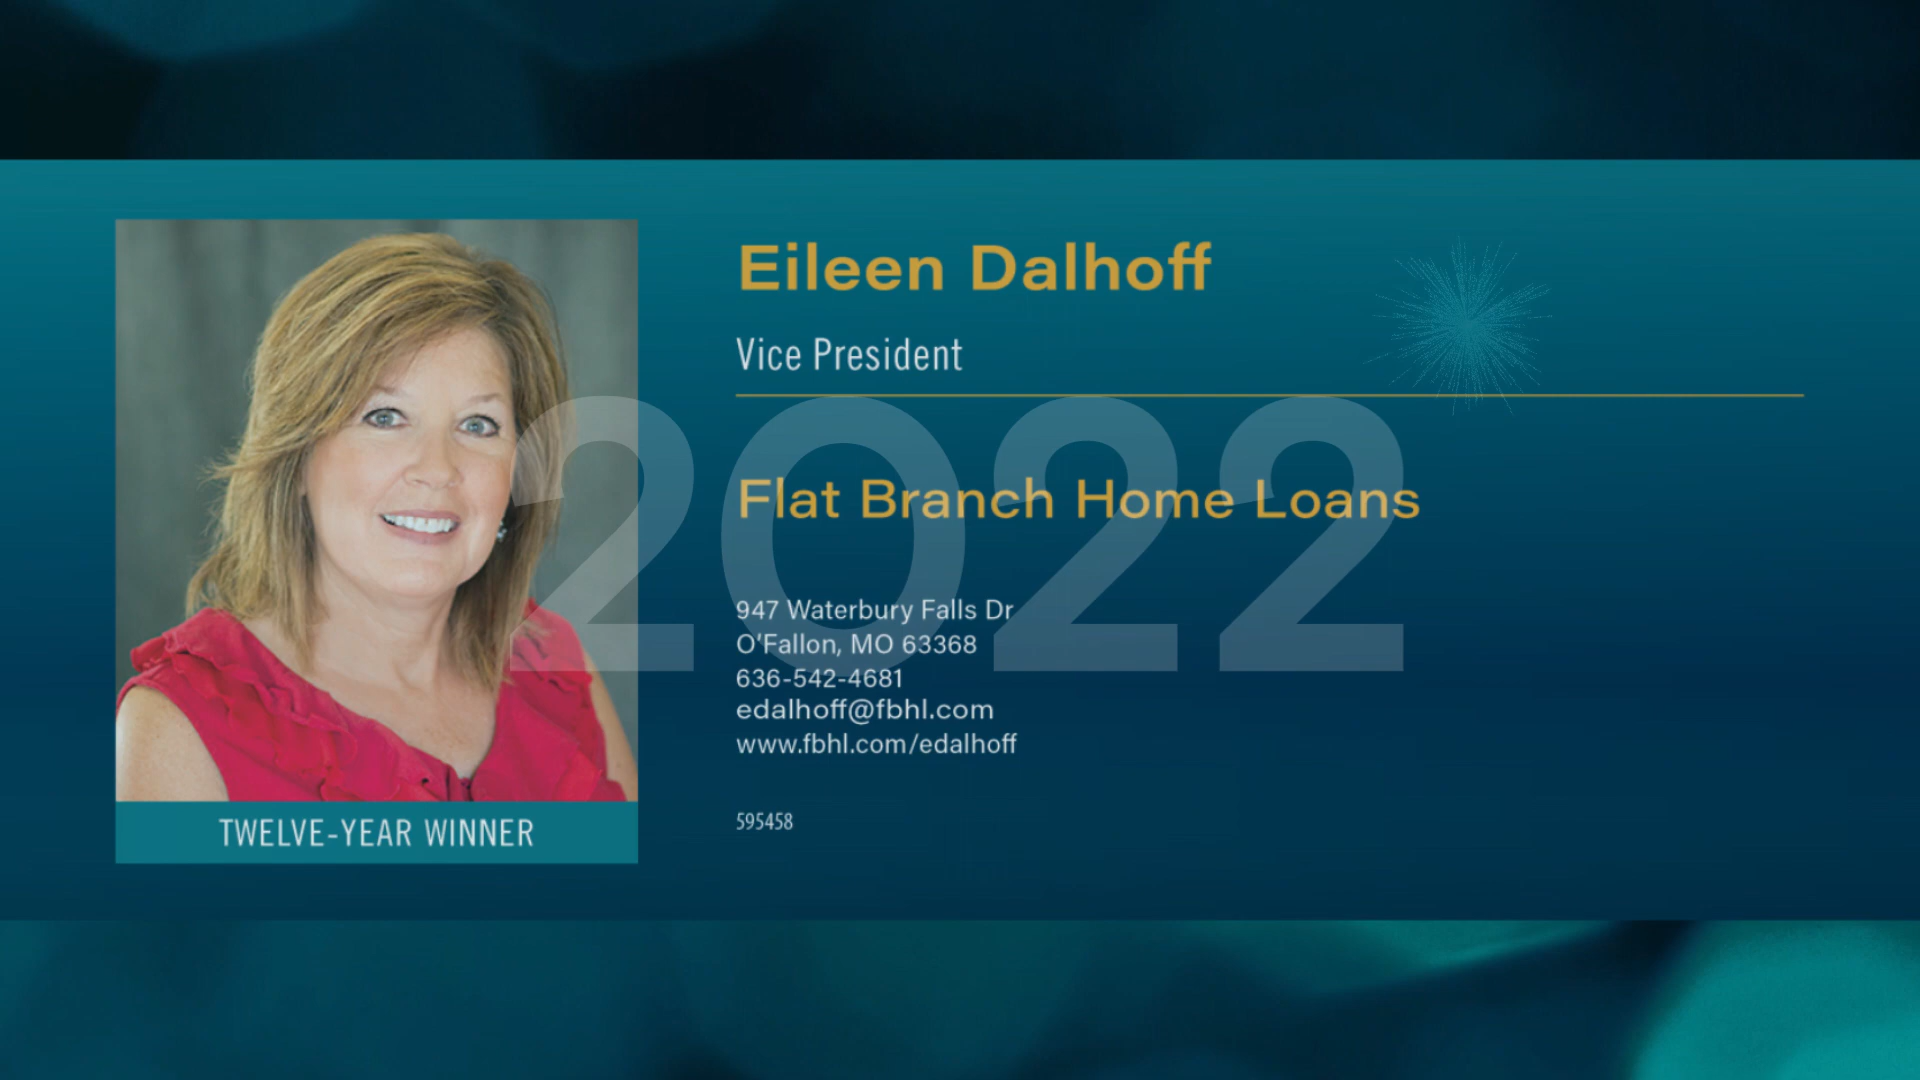 Eileen Dalhoff
Vice President
2022
Flat Branch Home Loans
947 Waterbury Falls Dr
O'Fallon, MO 63368
636-542-4681
edalhoff@fbhl.com
www.fbhl.com/edalhoff
595458
TWELVE-YEAR WINNER